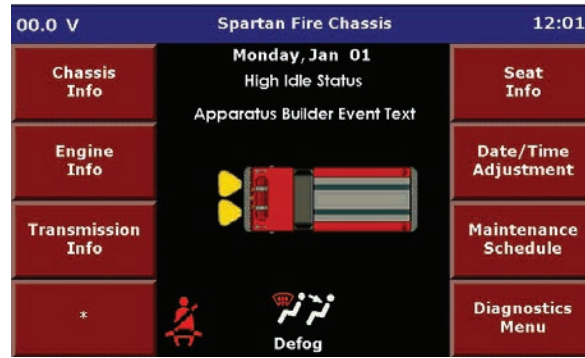 00.0 V
Spartan Fire Chassis
12:01
Monday, Jan 01
High Idle Status
Apparatus Builder Event Text
Chassis
Info
Engine
Info
Transmission
Info
*
Seat
Info
Date/Time
Adjustment
Maintenance
Schedule
Diagnostics
Menu
Defog